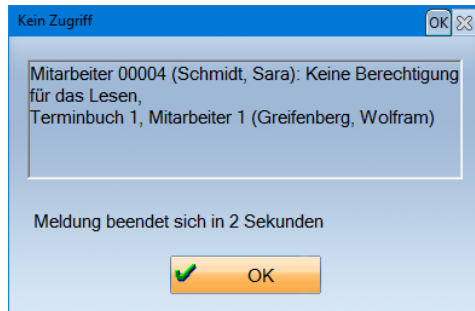 Kein Zugriff
OK
Mitarbeiter 00004 (Schmidt, Sara): Keine Berechtigung
für das Lesen,
Terminbuch 1, Mitarbeiter 1 (Greifenberg, Wolfram)
Meldung beendet sich in 2 Sekunden
OK